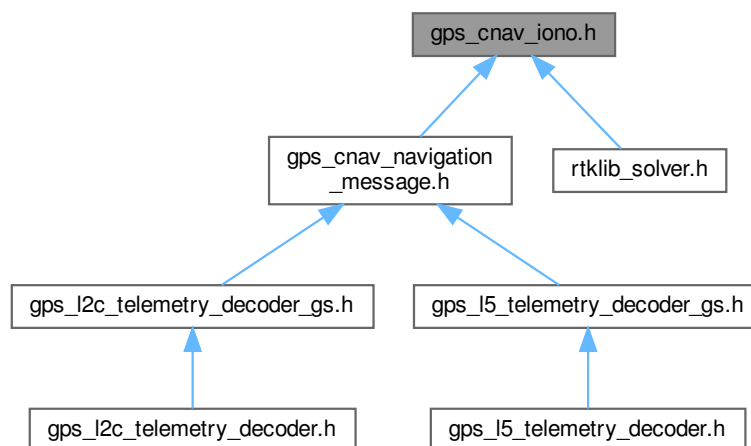 gps_cnav_iono.h
gps_cnav_navigation
_message.h
rtklib_solver.h
gps_l2c_telemetry_decoder_gs.h
gps_l5_telemetry_decoder_gs.h
gps_l2c_telemetry_decoder.h
gps_l5_telemetry_decoder.h